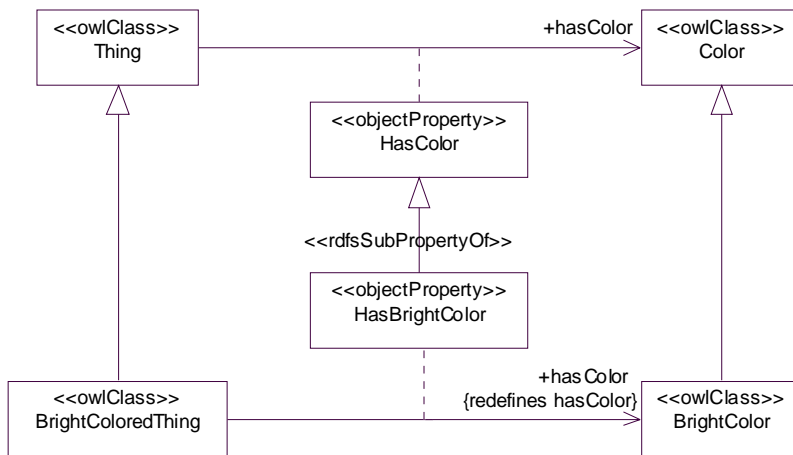 <<owlClass>>
Thing
+hasColor
<<owlClass>>
Color
<<objectProperty>>
HasColor
<<rdfsSubPropertyOf>>
<<objectProperty>>
HasBrightColor
<<owlClass>>
BrightColoredThing
+hasColor
{redefines hasColor}
<<owlClass>>
BrightColor